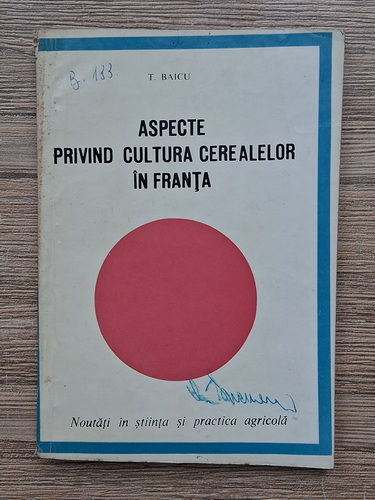 B. 133
T. BAICU
ASPECTE
PRIVIND CULTURA CEREALELOR
ÎN FRANȚA
Noutăți în știința și practica agricolă